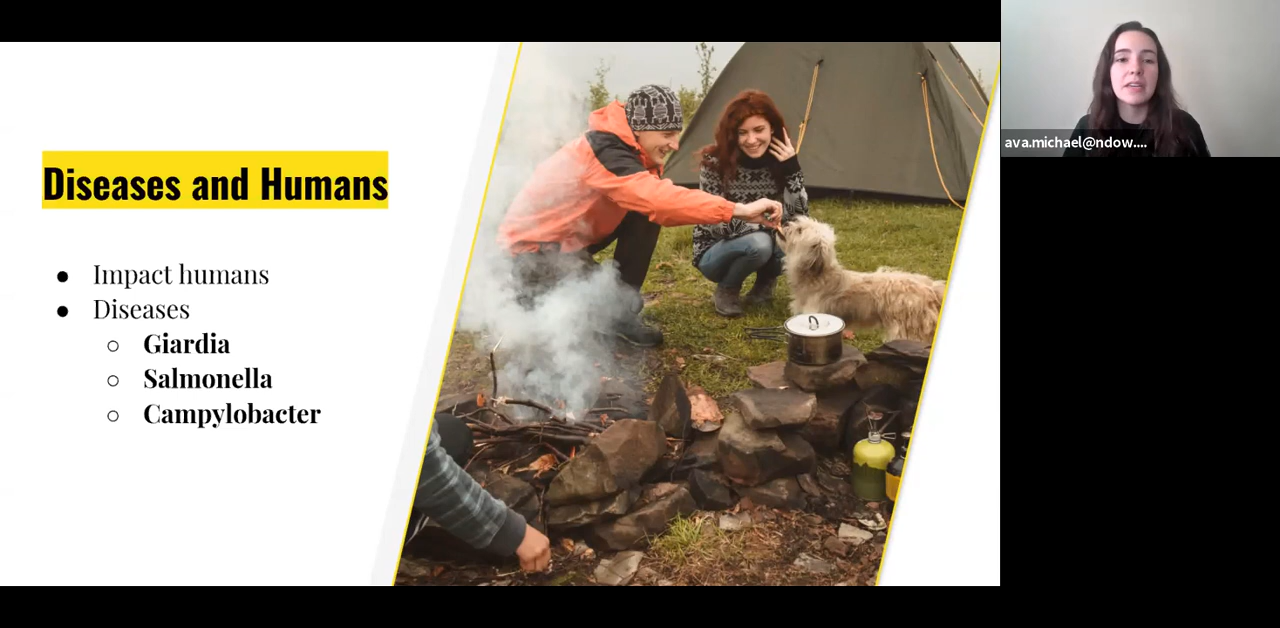 Diseases and Humans
● Impact humans
● Diseases
○ Giardia
○ Salmonella
○ Campylobacter
ava.michael@ndow....